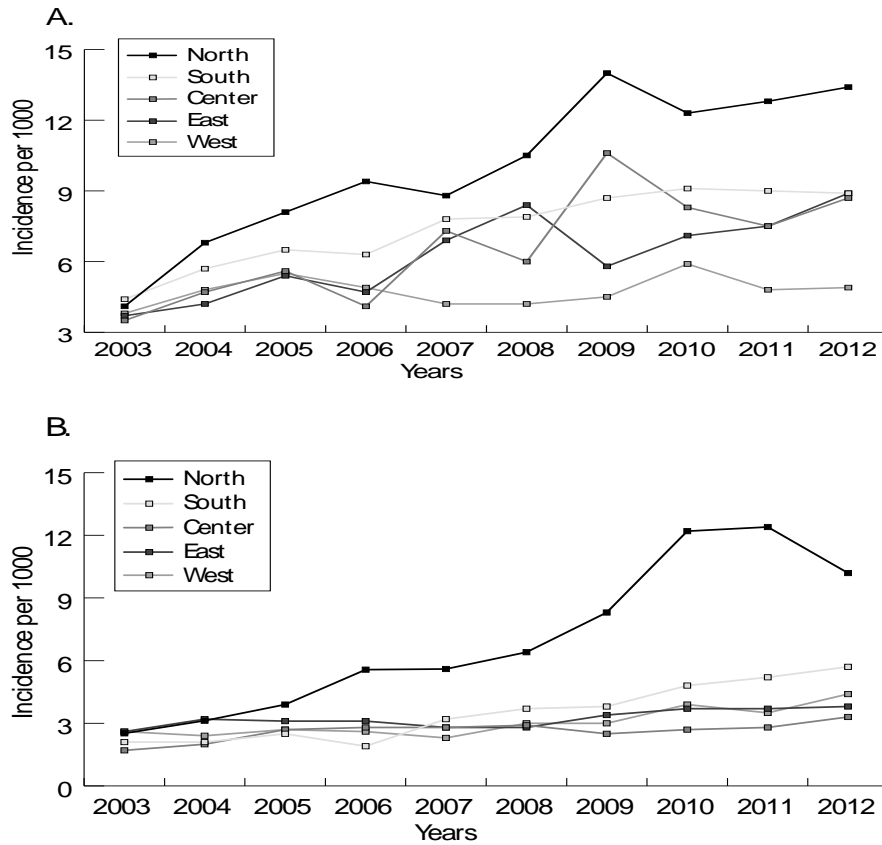 A.
15
12
9
6
3
Incidence per 1000
North
South
Center
East
West
2003 2004 2005 2006 2007 2008 2009 2010 2011 2012
Years
B.
15
12
9
6
3
0
Incidence per 1000
North
South
Center
East
West
2003 2004 2005 2006 2007 2008 2009 2010 2011 2012
Years